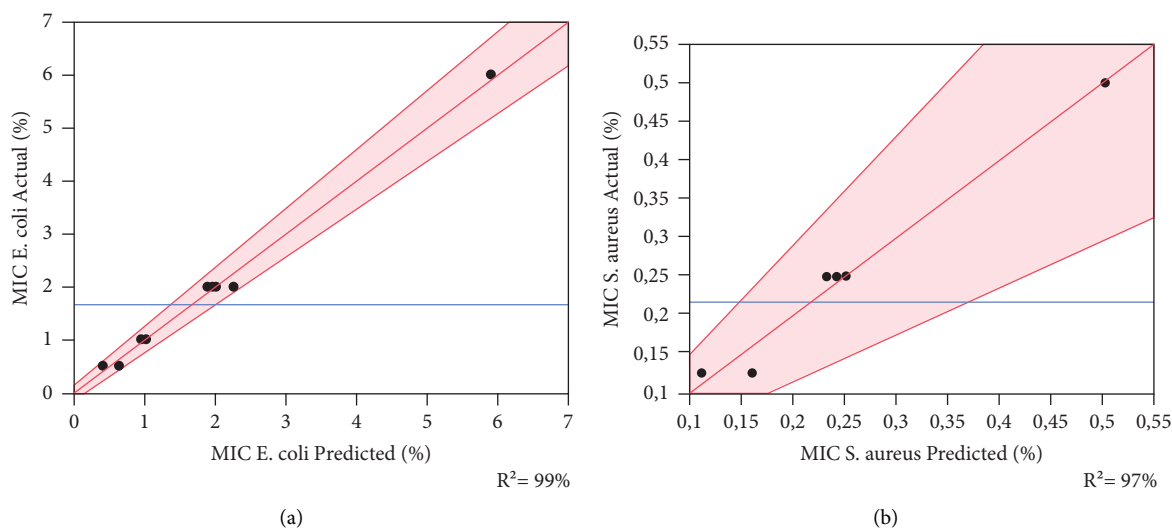 7
6
5
4
3
2
1
0
MIC E. coli Actual (%)
0 1 2 3 4 5 6 7
MIC E. coli Predicted (%)
R²= 99%
(a)
0,55
0,5
0,45
0,4
0,35
0,3
0,25
0,2
0,15
0,1
MIC S. aureus Actual (%)
0,1 0,15 0,2 0,25 0,3 0,35 0,4 0,45 0,5 0,55
MIC S. aureus Predicted (%)
R²= 97%
(b)